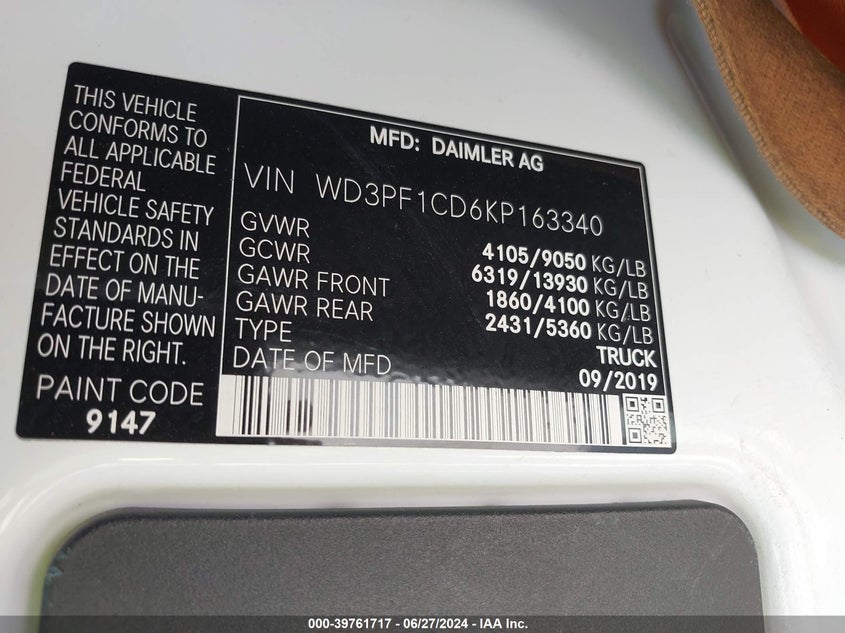 THIS VEHICLE
CONFORMS TO
ALL APPLICABLE
FEDERAL
VEHICLE SAFETY
STANDARDS IN
EFFECT ON THE
DATE OF MANU-
FACTURE SHOWN
ON THE RIGHT.
PAINT CODE
9147
MFD: DAIMLER AG
VIN WD3PF1CD6KP163340
GVWR 4105/9050 KG/LB
GCWR 6319/13930 KG/LB
GAWR FRONT 1860/4100 KG/LB
GAWR REAR 2431/5360 KG/LB
TYPE TRUCK
DATE OF MFD 09/2019
000-39761717 - 06/27/2024 - IAA Inc.